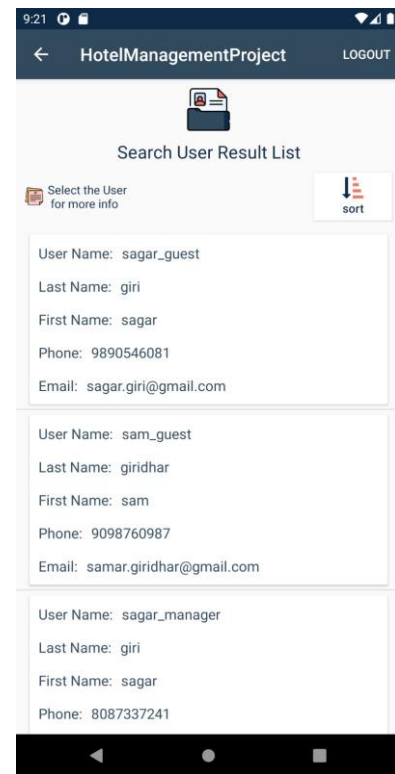 9:21
HotelManagementProject LOGOUT
Search User Result List
Select the User
for more info
sort
User Name: sagar_guest
Last Name: giri
First Name: sagar
Phone: 9890546081
Email: sagar.giri@gmail.com
User Name: sam_guest
Last Name: giridhar
First Name: sam
Phone: 9098760987
Email: samar.giridhar@gmail.com
User Name: sagar_manager
Last Name: giri
First Name: sagar
Phone: 8087337241